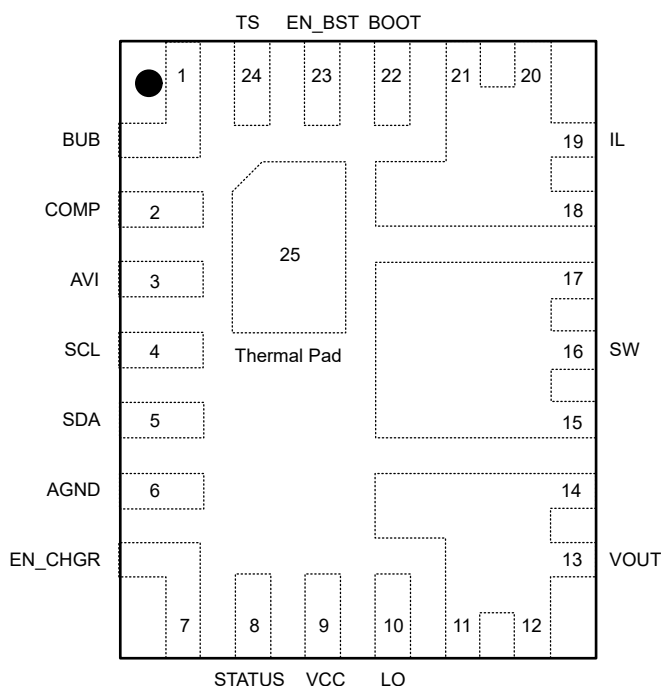 TS EN_BST BOOT
1 24 23 22 21 20
BUB 19 IL
COMP 2 18
AVI 3 25 17
SCL 4 Thermal Pad 16 SW
SDA 5 15
AGND 6 14
EN_CHGR 13 VOUT
7 8 9 10 11 12
STATUS VCC LO